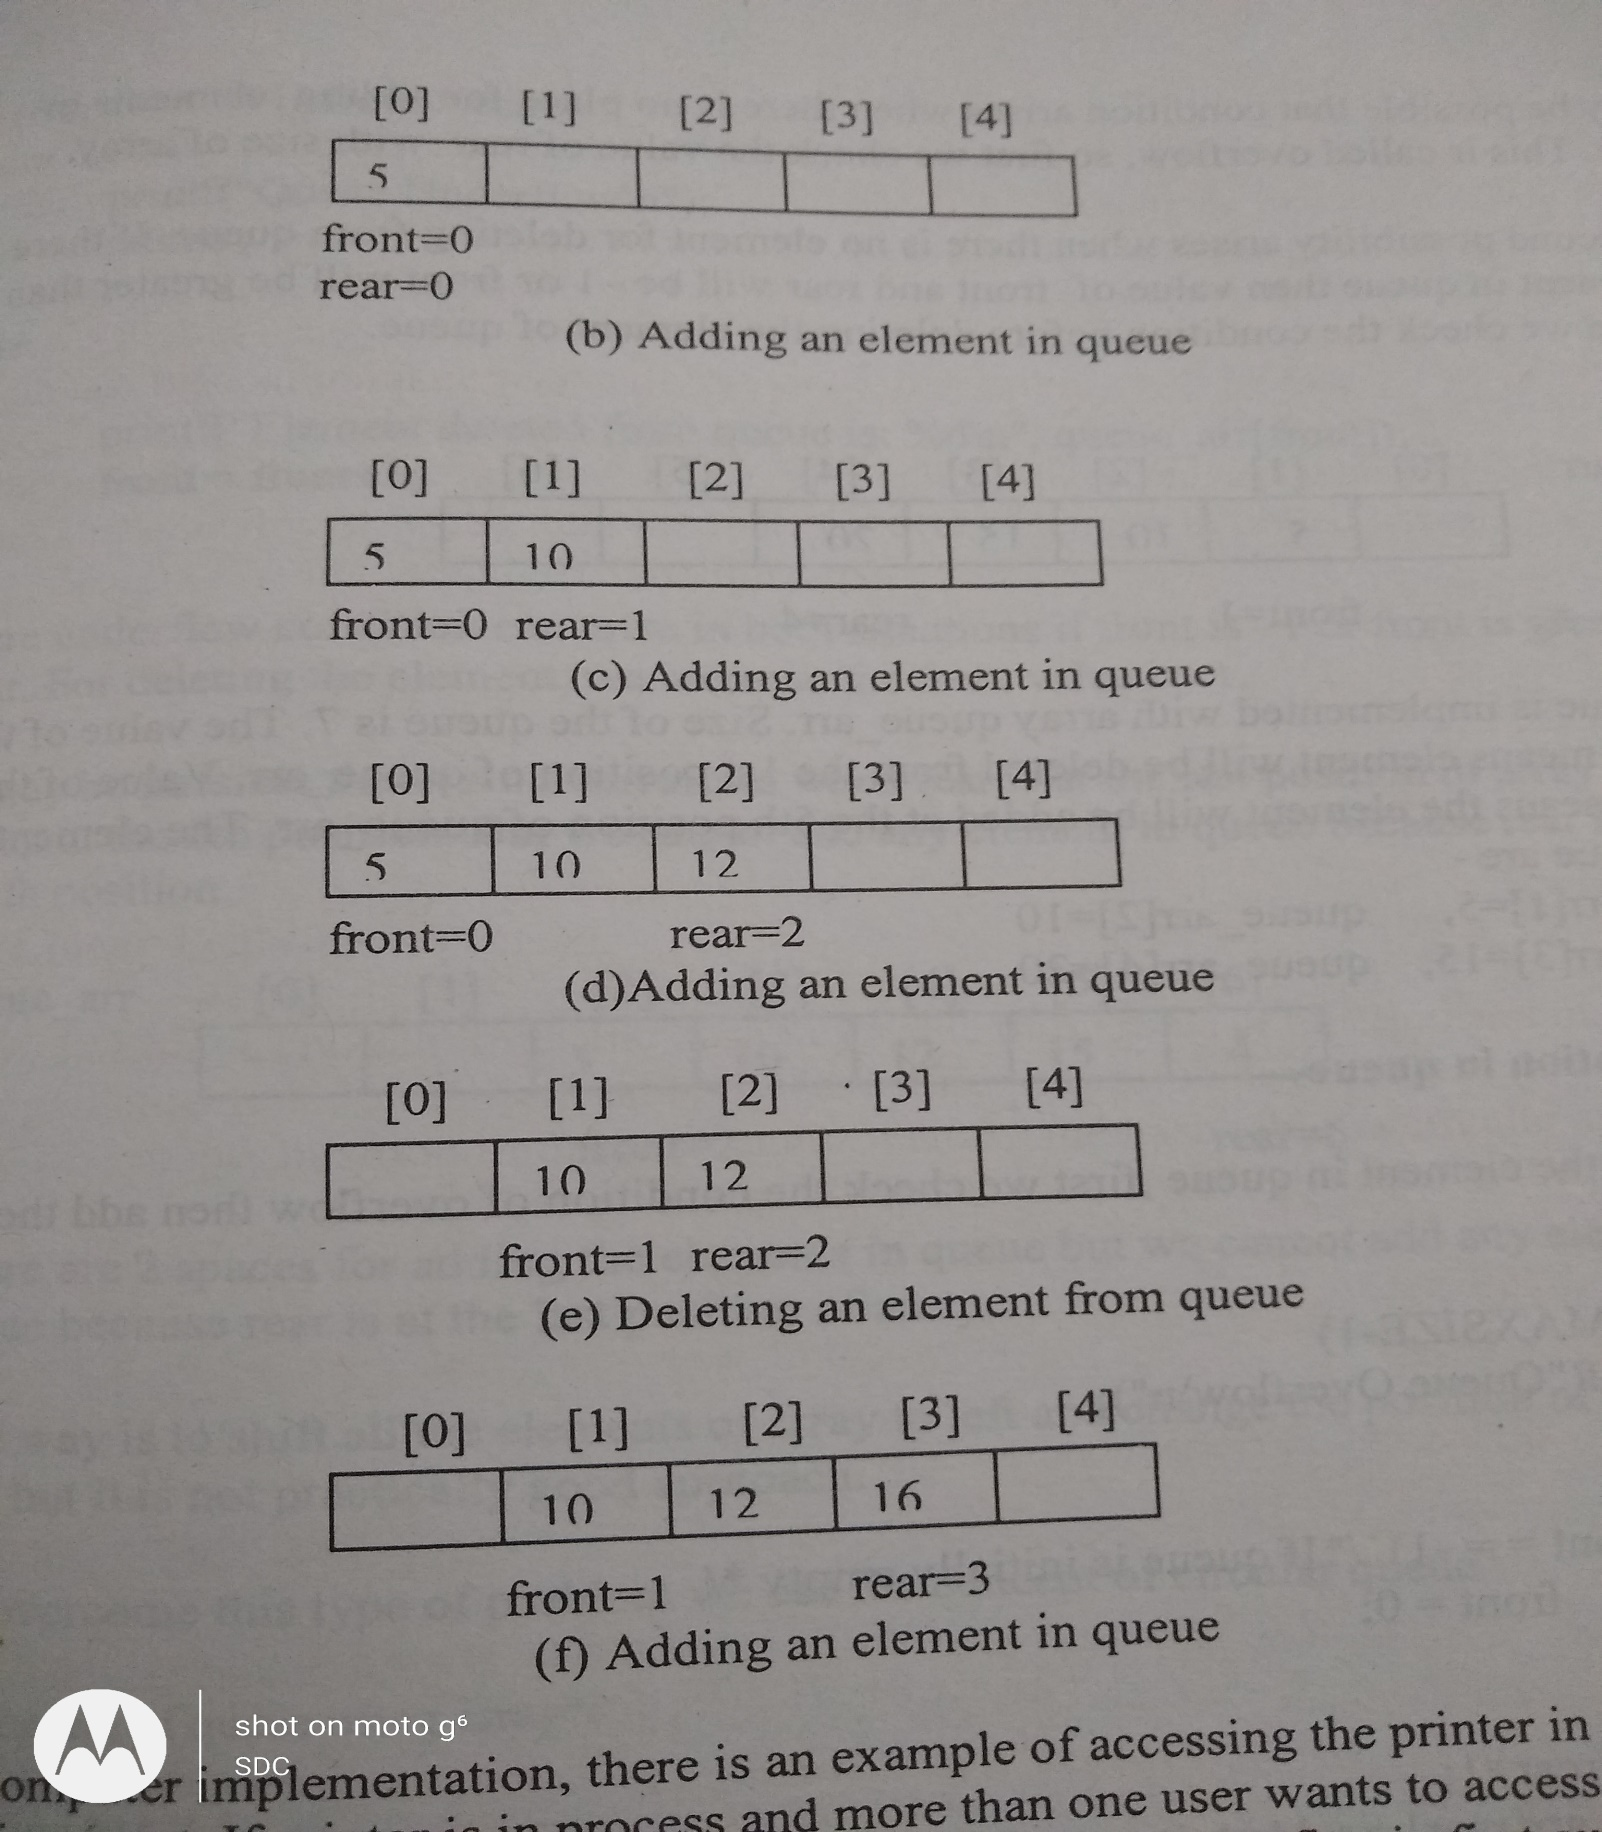 [0] [1] [2] [3] [4]
5
front=0
rear=0
(b) Adding an element in queue
[0] [1] [2] [3] [4]
5 10
front=0 rear=1
(c) Adding an element in queue
[0] [1] [2] [3] [4]
5 10 12
front=0 rear=2
(d)Adding an element in queue
[0] [1] [2] [3] [4]
10 12
front=1 rear=2
(e) Deleting an element from queue
[0] [1] [2] [3] [4]
10 12 16
front=1 rear=3
(f) Adding an element in queue
shot on moto g⁶
SDC
implementation, there is an example of accessing the printer in
in process and more than one user wants to access